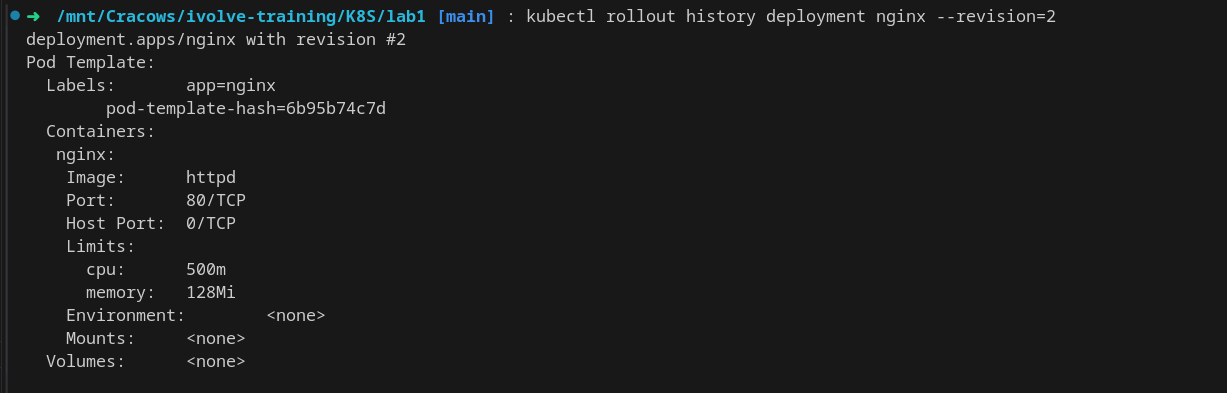 ➜ /mnt/Cracows/ivolve-training/K8S/lab1 [main] : kubectl rollout history deployment nginx --revision=2
deployment.apps/nginx with revision #2
Pod Template:
  Labels:       app=nginx
        pod-template-hash=6b95b74c7d
  Containers:
   nginx:
    Image:      httpd
    Port:       80/TCP
    Host Port:  0/TCP
    Limits:
      cpu:      500m
      memory:   128Mi
    Environment:        <none>
    Mounts:     <none>
  Volumes:      <none>